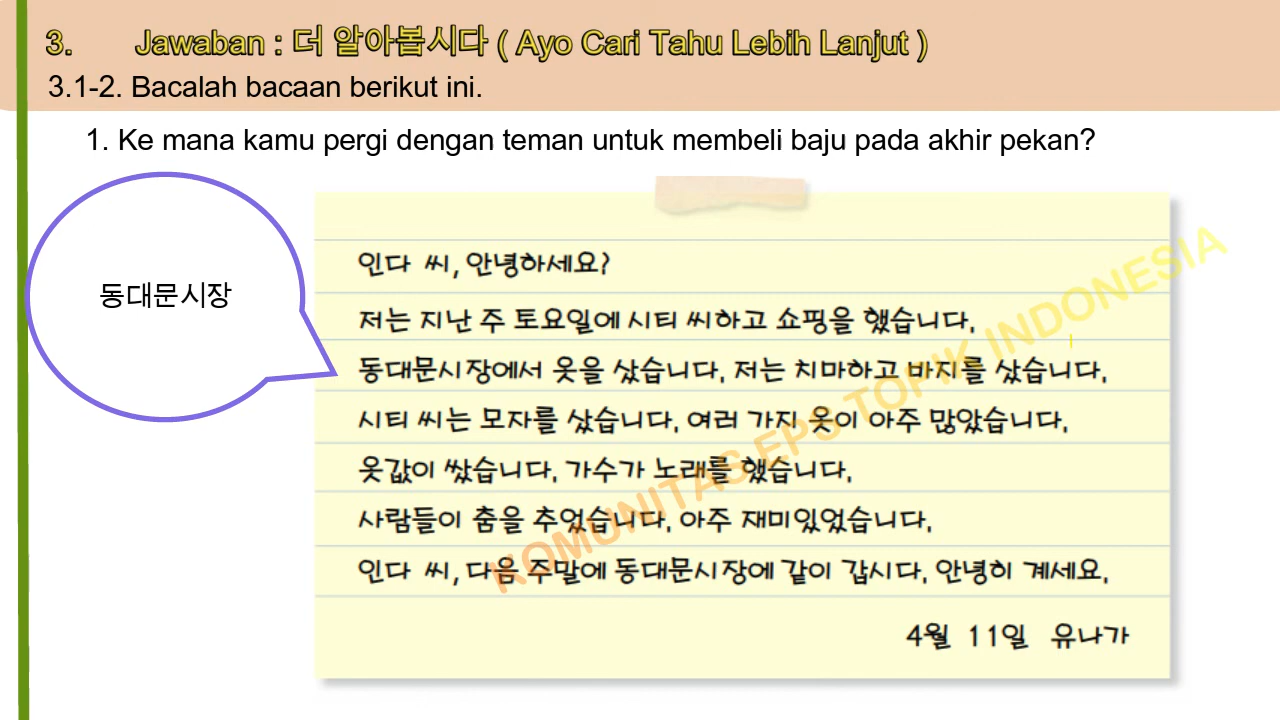 3. Jawaban : 더 알아봅시다 ( Ayo Cari Tahu Lebih Lanjut )
3.1-2. Bacalah bacaan berikut ini.
1. Ke mana kamu pergi dengan teman untuk membeli baju pada akhir pekan?
동대문시장
인다 씨, 안녕하세요?
저는 지난 주 토요일에 시티 씨하고 쇼핑을 했습니다.
동대문시장에서 옷을 샀습니다. 저는 치마하고 바지를 샀습니다.
시티 씨는 모자를 샀습니다. 여러 가지 옷이 아주 많았습니다.
옷값이 쌌습니다. 가수가 노래를 했습니다.
사람들이 춤을 추었습니다. 아주 재미있었습니다.
인다 씨, 다음 주말에 동대문시장에 같이 갑시다. 안녕히 계세요.
4월 11일 유나가
KOMUNITAS EPS TOPIK INDONESIA